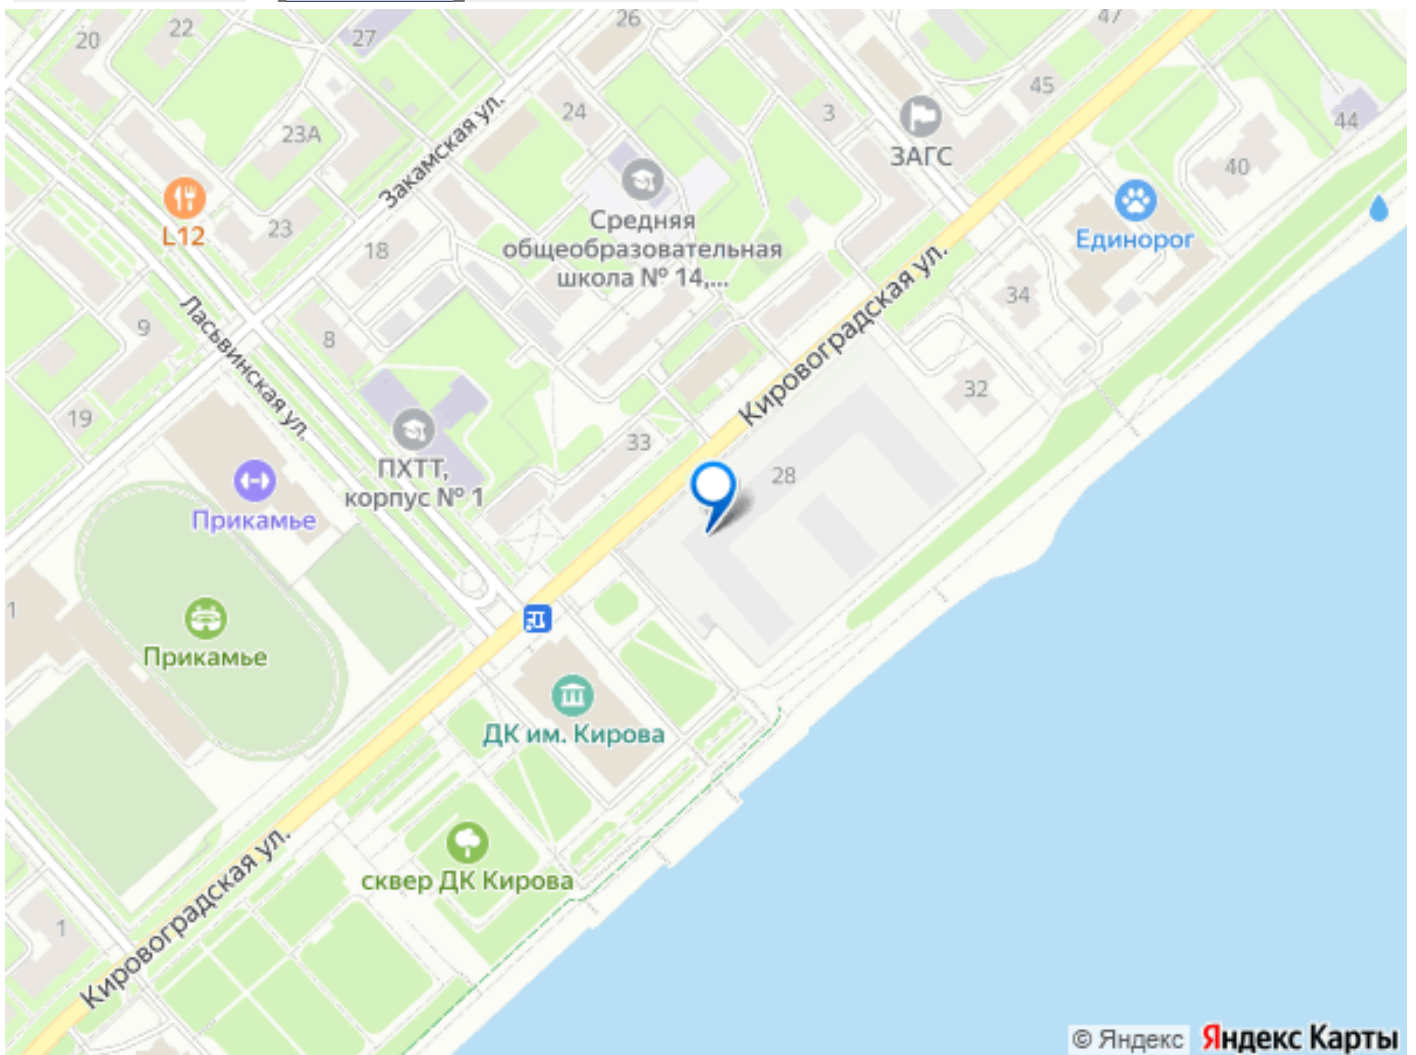 20
22
27
26
47
45
44
23А
Закамская ул.
24
3
ЗАГС
40
L12
23
18
Средняя
общеобразовательная
школа № 14,...
Единорог
Ласьвинская ул.
9
8
Кировоградская ул.
34
32
19
ПХТТ,
корпус № 1
33
28
Прикамье
1
Прикамье
ДК им. Кирова
сквер ДК Кирова
Кировоградская ул.
1
© Яндекс
Яндекс Карты